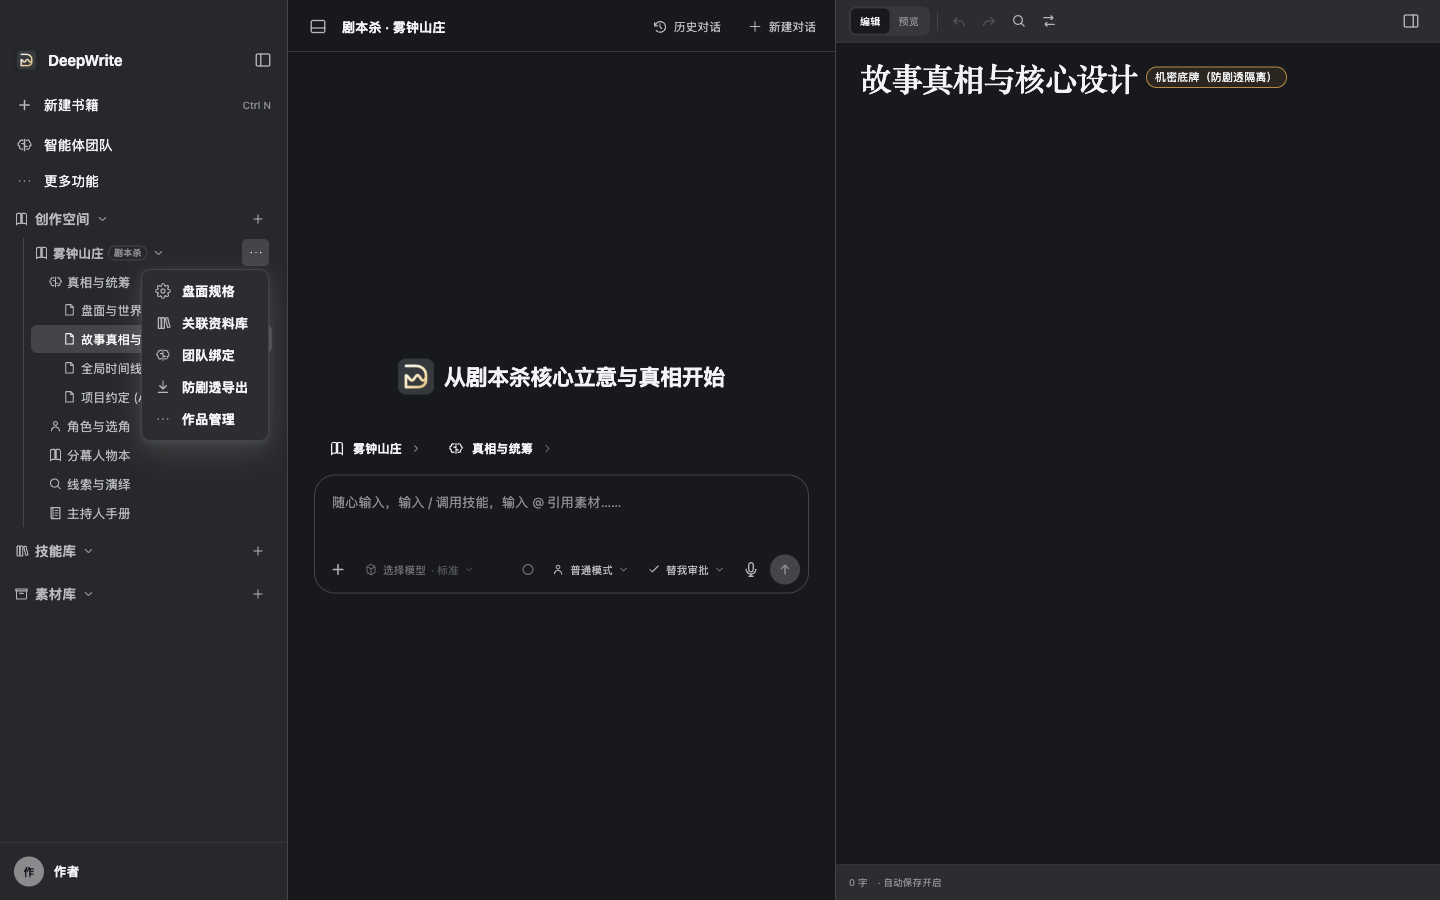 DeepWrite
新建书籍 Ctrl N
智能体团队
更多功能
创作空间
雾钟山庄 剧本杀
真相与统筹
盘面与世界
故事真相与
全局时间线
项目约定 (A
角色与选角
分幕人物本
线索与演绎
主持人手册
盘面规格
关联资料库
团队绑定
防剧透导出
作品管理
技能库
素材库
作 作者
剧本杀 · 雾钟山庄 历史对话 新建对话
从剧本杀核心立意与真相开始
雾钟山庄 真相与统筹
随心输入，输入 / 调用技能，输入 @ 引用素材……
选择模型 · 标准 普通模式 替我审批
编辑 预览
故事真相与核心设计 机密底牌（防剧透隔离）
0 字 · 自动保存开启